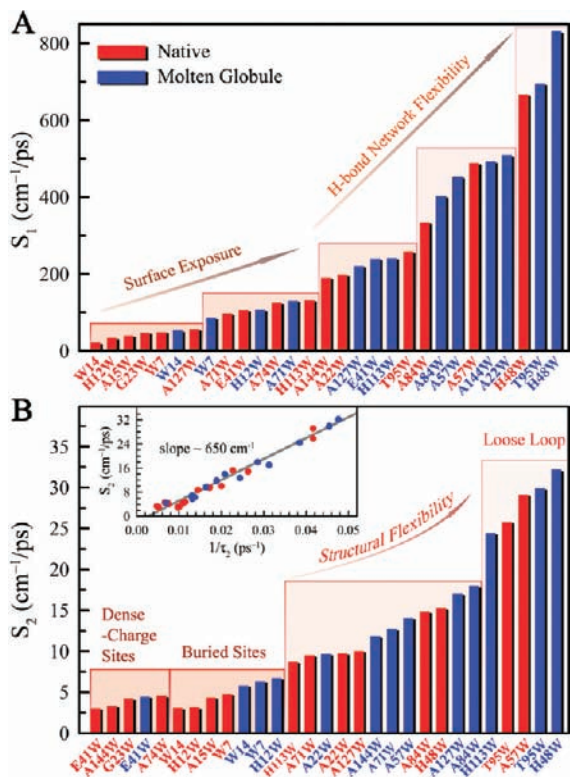 A
S₁ (cm⁻¹/ps)
800
600
400
200
0
Native
Molten Globule
Surface Exposure
H-bond Network Flexibility
W14 H12W A15W G23W W7 W14 A127W W7 A71W E41W H12W A74W A71W H113W A144W A22W A127W E41W H113W T95W A84W A84W A57W A57W A144W A22W H48W T95W H48W
B
S₂ (cm⁻¹/ps)
35
30
25
20
15
10
5
0
S₂ (cm⁻¹/ps)
32
24
16
8
0
slope ~ 650 cm⁻¹
0.00 0.01 0.02 0.03 0.04 0.05
1/τ₂ (ps⁻¹)
Loose Loop
Structural Flexibility
Dense
-Charge
Sites
Buried Sites
E41W A144W G23W E41W A74W W14 H12W A15W W7 W14 W7 H12W H113W A71W A22W A22W A127W A144W A71W A57W A84W H48W A127W A84W H113W T95W A57W T95W H48W